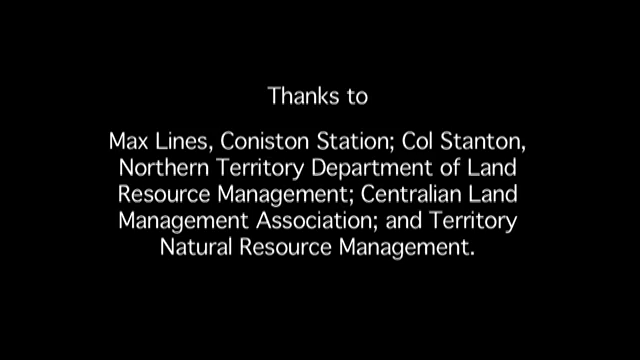 Thanks to
Max Lines, Coniston Station; Col Stanton,
Northern Territory Department of Land
Resource Management; Centralian Land
Management Association; and Territory
Natural Resource Management.